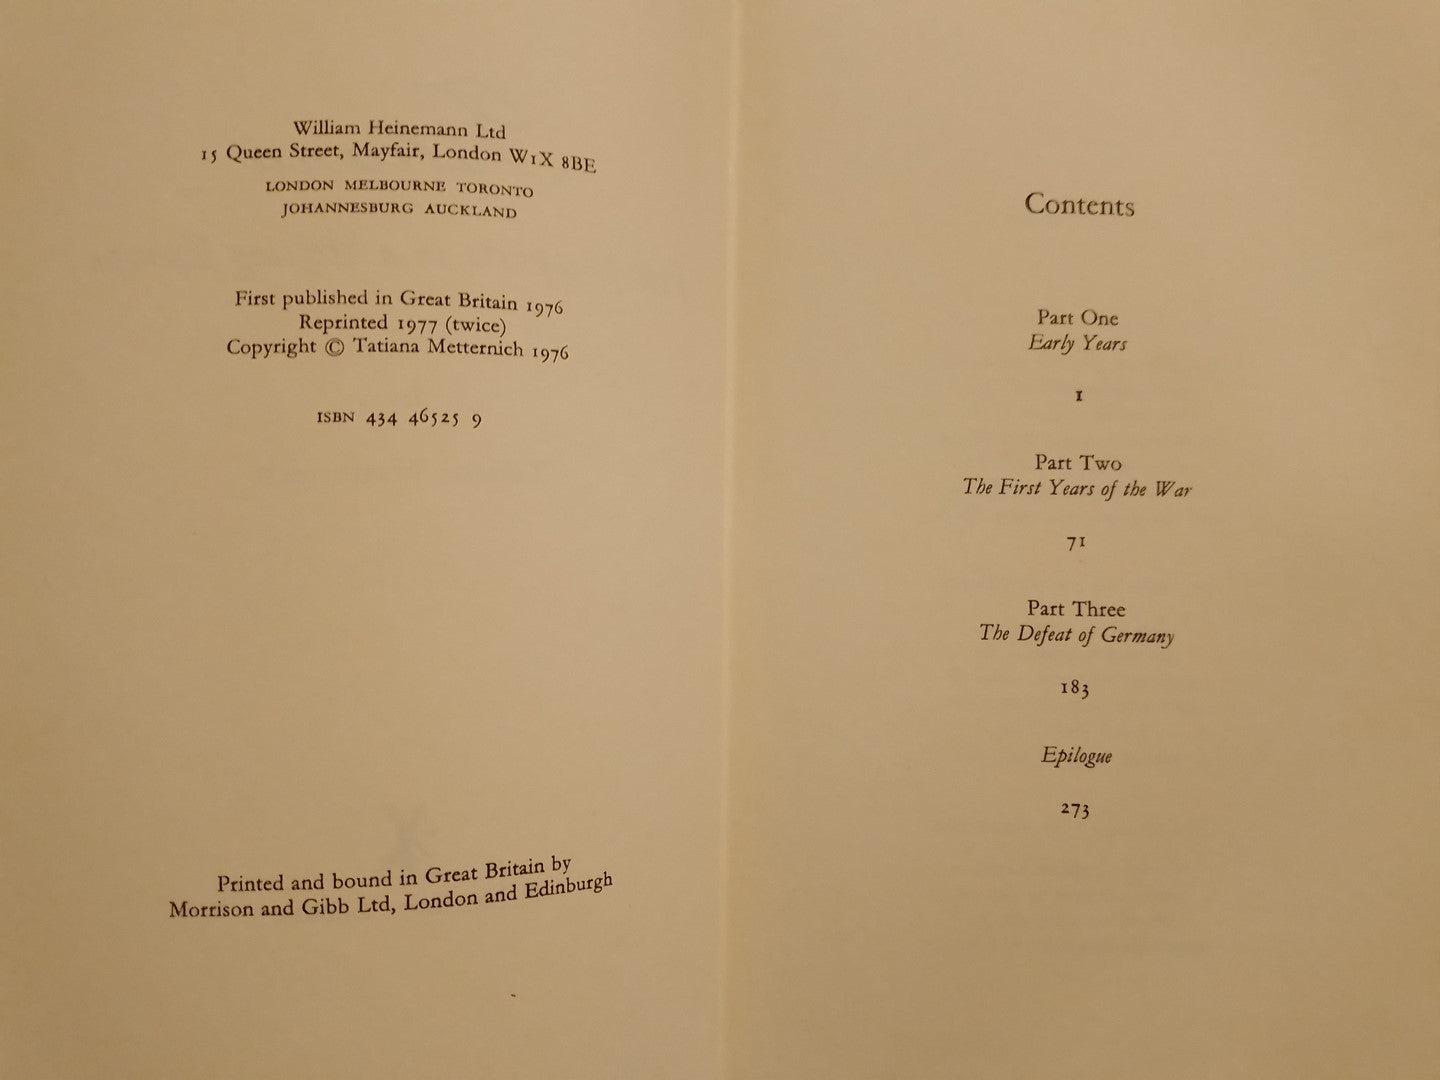 William Heinemann Ltd
15 Queen Street, Mayfair, London W1X 8BE
LONDON MELBOURNE TORONTO
JOHANNESBURG AUCKLAND
First published in Great Britain 1976
Reprinted 1977 (twice)
Copyright © Tatiana Metternich 1976
ISBN 434 46525 9
Printed and bound in Great Britain by
Morrison and Gibb Ltd, London and Edinburgh
Contents
Part One
Early Years
1
Part Two
The First Years of the War
71
Part Three
The Defeat of Germany
183
Epilogue
273